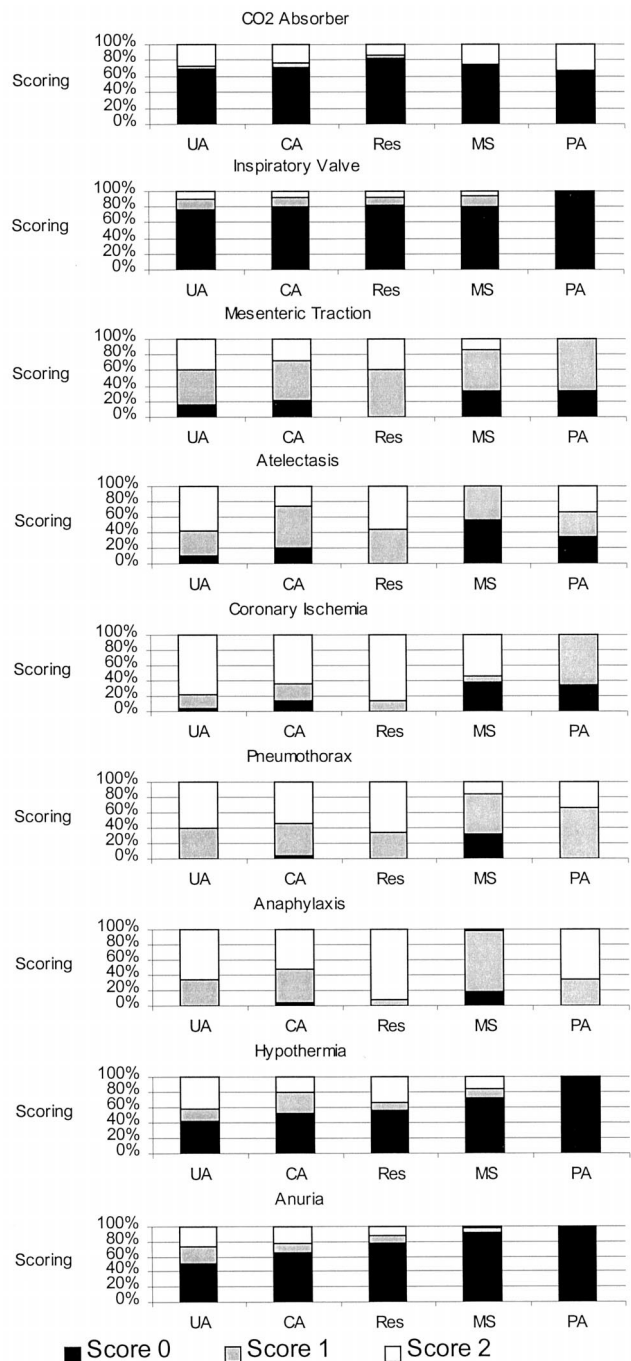 CO2 Absorber
100%
80%
60%
40%
20%
0%
Scoring
UA CA Res MS PA
Inspiratory Valve
100%
80%
60%
40%
20%
0%
Scoring
UA CA Res MS PA
Mesenteric Traction
100%
80%
60%
40%
20%
0%
Scoring
UA CA Res MS PA
Atelectasis
100%
80%
60%
40%
20%
0%
Scoring
UA CA Res MS PA
Coronary Ischemia
100%
80%
60%
40%
20%
0%
Scoring
UA CA Res MS PA
Pneumothorax
100%
80%
60%
40%
20%
0%
Scoring
UA CA Res MS PA
Anaphylaxis
100%
80%
60%
40%
20%
0%
Scoring
UA CA Res MS PA
Hypothermia
100%
80%
60%
40%
20%
0%
Scoring
UA CA Res MS PA
Anuria
100%
80%
60%
40%
20%
0%
Scoring
UA CA Res MS PA
Score 0 Score 1 Score 2